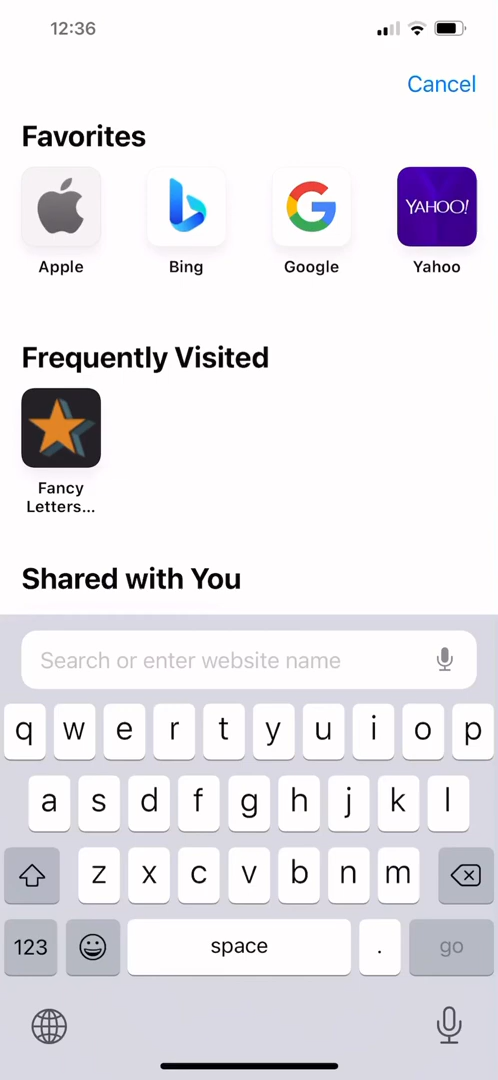 12:36
Cancel
Favorites
YAHOO!
Apple
Bing
Google
Yahoo
Frequently Visited
Fancy
Letters...
Shared with You
Search or enter website name
q w e r t y u i o p
a s d f g h j k l
z x c v b n m
123
space
.
go